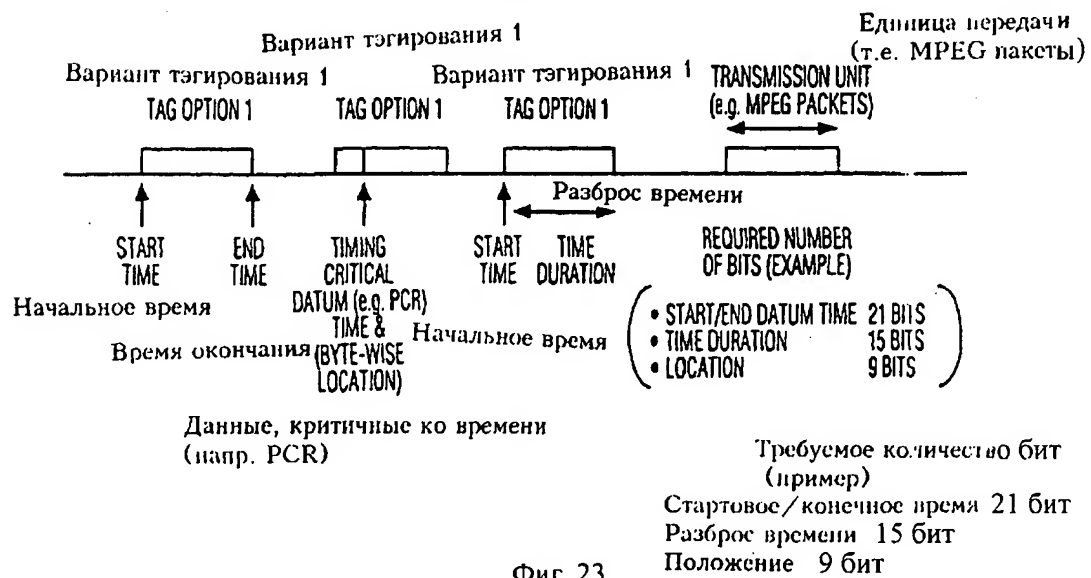 Вариант тэгирования 1
Единица передачи
(т.е. MPEG пакеты)
Вариант тэгирования 1
Вариант тэгирования 1
TAG OPTION 1
TAG OPTION 1
TAG OPTION 1
TRANSMISSION UNIT
(e.g. MPEG PACKETS)
Разброс времени
START
TIME
END
TIME
TIMING
CRITICAL
DATUM (e.g. PCR)
TIME &
(BYTE-WISE
LOCATION)
START
TIME
TIME
DURATION
REQUIRED NUMBER
OF BITS (EXAMPLE)
• START/END DATUM TIME 21 BITS
• TIME DURATION 15 BITS
• LOCATION 9 BITS
Начальное время
Время окончания
Начальное время
Данные, критичные ко времени
(напр. PCR)
Требуемое количество бит
(пример)
Стартовое/конечное время 21 бит
Разброс времени 15 бит
Положение 9 бит
Фиг. 23